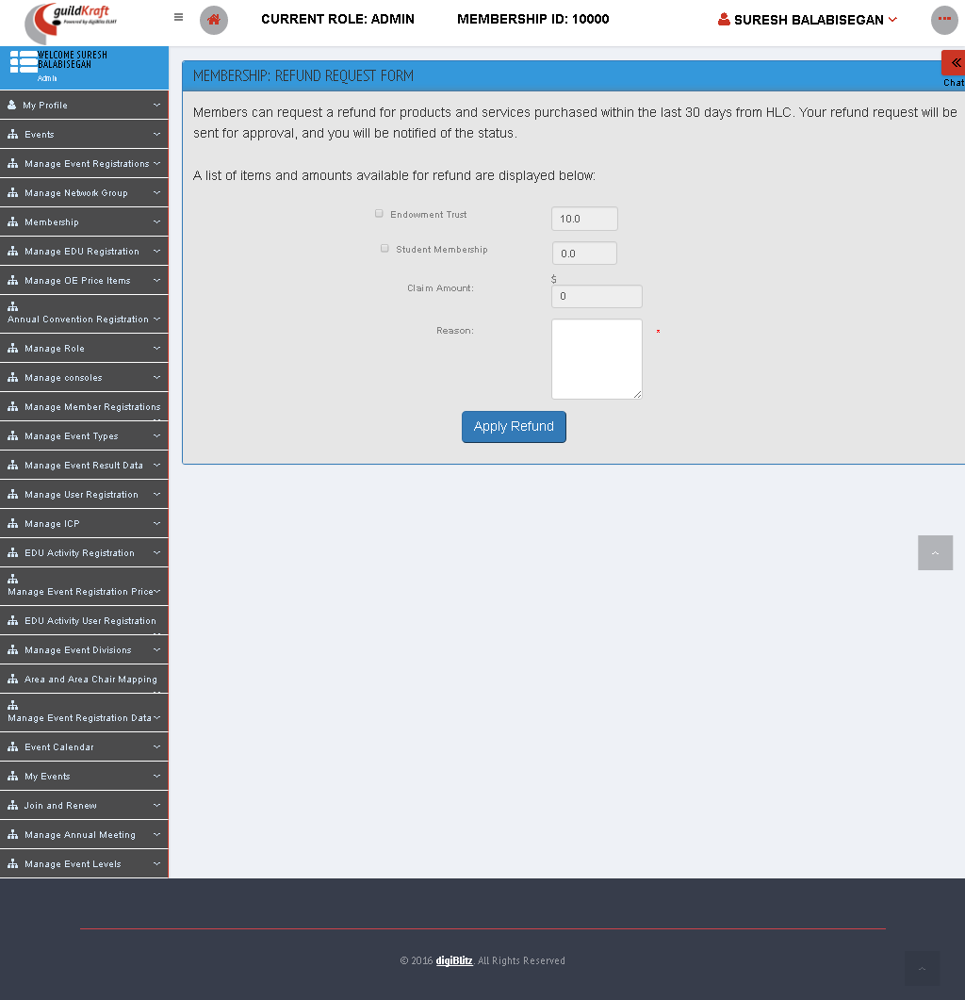 guildKraft
Powered by digiBlitz ELMT
CURRENT ROLE: ADMIN
MEMBERSHIP ID: 10000
SURESH BALABISEGAN
WELCOME SURESH
BALABISEGAN
Admin
Chat
My Profile
Events
Manage Event Registrations
Manage Network Group
Membership
Manage EDU Registration
Manage OE Price Items
Annual Convention Registration
Manage Role
Manage consoles
Manage Member Registrations
Manage Event Types
Manage Event Result Data
Manage User Registration
Manage ICP
EDU Activity Registration
Manage Event Registration Price
EDU Activity User Registration
Manage Event Divisions
Area and Area Chair Mapping
Manage Event Registration Data
Event Calendar
My Events
Join and Renew
Manage Annual Meeting
Manage Event Levels
MEMBERSHIP: REFUND REQUEST FORM
Members can request a refund for products and services purchased within the last 30 days from HLC. Your refund request will be
sent for approval, and you will be notified of the status.
A list of items and amounts available for refund are displayed below:
Endowment Trust 10.0
Student Membership 0.0
$
Claim Amount: 0
Reason: *
Apply Refund
© 2016 digiBlitz. All Rights Reserved